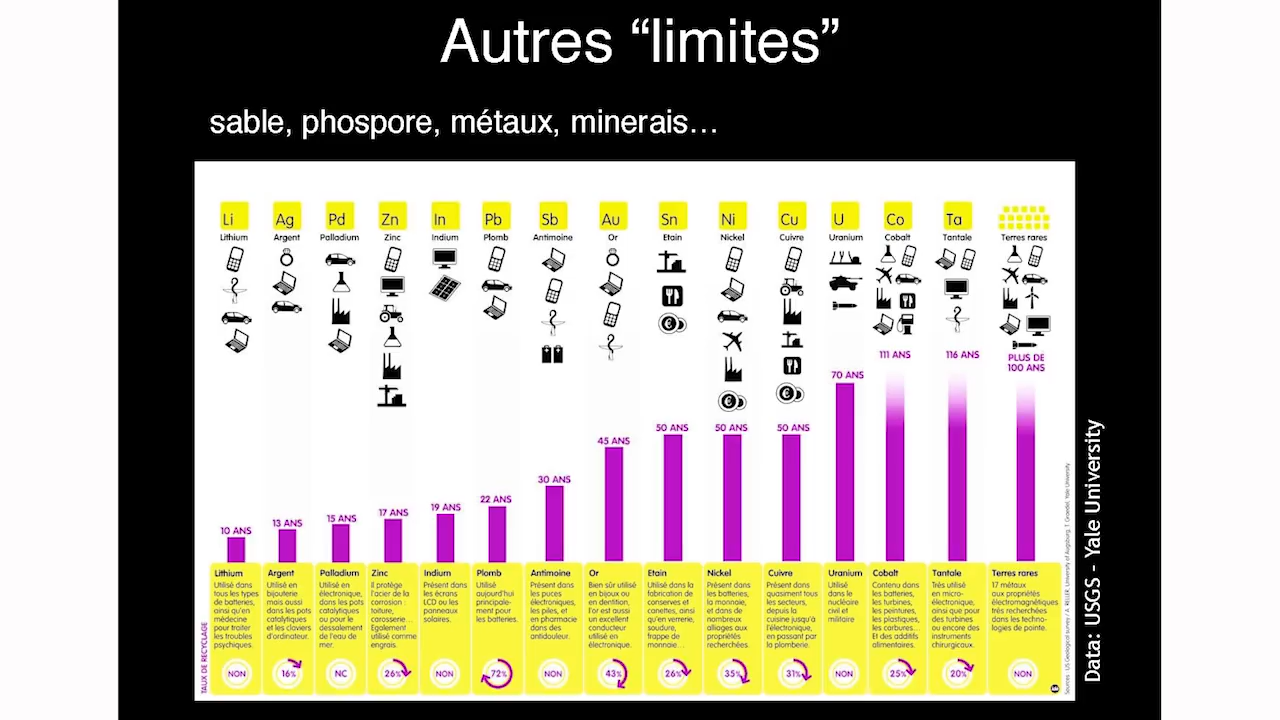 Autres “limites”
sable, phospore, métaux, minerais…
Li
Ag
Pd
Zn
In
Pb
Sb
Au
Sn
Ni
Cu
U
Co
Ta
Lithium
Argent
Palladium
Zinc
Indium
Plomb
Antimoine
Or
Etain
Nickel
Cuivre
Uranium
Cobalt
Tantale
Terres rares
10 ANS
13 ANS
15 ANS
17 ANS
19 ANS
22 ANS
30 ANS
45 ANS
50 ANS
50 ANS
50 ANS
70 ANS
111 ANS
116 ANS
PLUS DE
100 ANS
Lithium
Utilisé dans
tous les types
de batteries,
ainsi qu'en
médecine
pour traiter
les troubles
psychiques.
NON
Argent
Utilisé en
bijouterie
mais aussi
dans les pots
catalytiques
et les claviers
d'ordinateur.
16%
Palladium
Utilisé en
électronique,
dans les pots
catalytiques
ou pour le
dessalement
de l'eau de
mer.
NC
Zinc
Il protège
l'acier de la
corrosion :
toiture,
carosserie...
Egalement
utilisé comme
engrais.
26%
Indium
Présent dans
les écrans
LCD ou les
panneaux
solaires.
NON
Plomb
Utilisé
aujourd'hui
principale-
ment pour
les batteries.
72%
Antimoine
Présent dans
les puces
électroniques,
les piles, et
en pharmacie
dans des
antidouleur.
NON
Or
Bien sûr utilisé
en bijoux ou
en dentition,
l'or est aussi
un excellent
conducteur
utilisé en
électronique.
43%
Etain
Utilisé dans la
fabrication de
conserves et
canettes, ainsi
qu'en verrerie,
soudure,
frappe de
monnaie...
26%
Nickel
Présent dans
les batteries,
la monnaie,
et dans de
nombreux
alliages aux
propriétés
recherchées.
35%
Cuivre
Présent dans
quasiment tous
les secteurs,
depuis la
cuisine jusqu'à
l'électronique,
en passant par
la plomberie.
31%
Uranium
Utilisé
dans le
nucléaire
civil et
militaire
NON
Cobalt
Contenu dans
les batteries,
les turbines,
les peintures,
les plastiques,
les carbures...
Et des additifs
alimentaires.
25%
Tantale
Très utilisé
en micro-
électronique,
ainsi que pour
des turbines
ou encore des
instruments
chirurgicaux.
20%
Terres rares
17 métaux
aux propriétés
électromagnétiques
très recherchées
dans les techno-
logies de pointe.
NON
TAUX DE RECYCLAGE
Sources : US Geological survey / A. RELLER, University of Augsburg, T. Graedel, Yale University
Data: USGS - Yale University